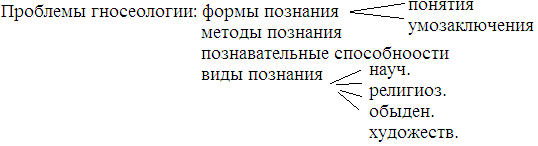 понятия
Проблемы гносеологии: формы познания
умозаключения
методы познания
познавательные способноости
виды познания
науч.
религиоз.
обыден.
художеств.